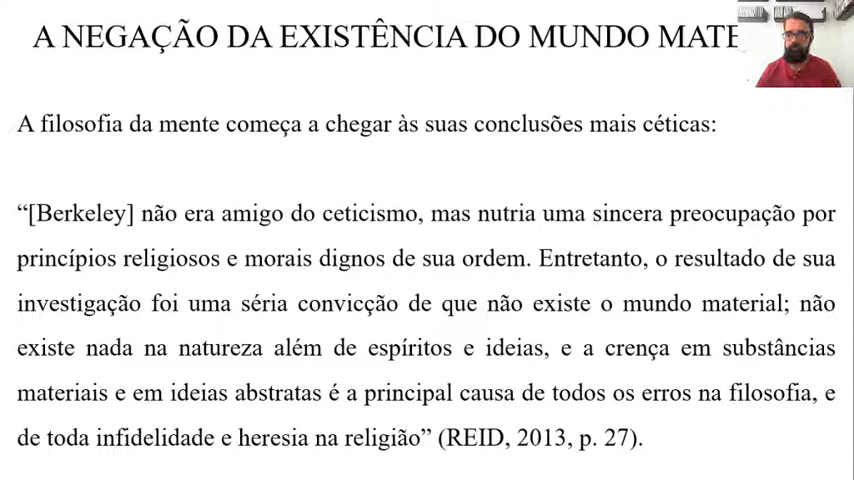 A NEGAÇÃO DA EXISTÊNCIA DO MUNDO
A filosofia da mente começa a chegar às suas conclusões mais céticas:
“[Berkeley] não era amigo do ceticismo, mas nutria uma sincera preocupação por
princípios religiosos e morais dignos de sua ordem. Entretanto, o resultado de sua
investigação foi uma séria convicção de que não existe o mundo material; não
existe nada na natureza além de espíritos e ideias, e a crença em substâncias
materiais e em ideias abstratas é a principal causa de todos os erros na filosofia, e
de toda infidelidade e heresia na religião” (REID, 2013, p. 27).